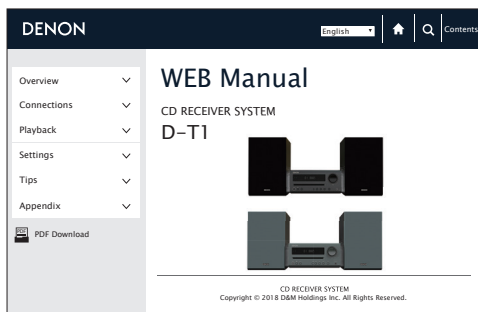 DENON
English
Contents
Overview
Connections
Playback
Settings
Tips
Appendix
PDF
PDF Download
WEB Manual
CD RECEIVER SYSTEM
D-T1
CD RECEIVER SYSTEM
Copyright © 2018 D&M Holdings Inc. All Rights Reserved.